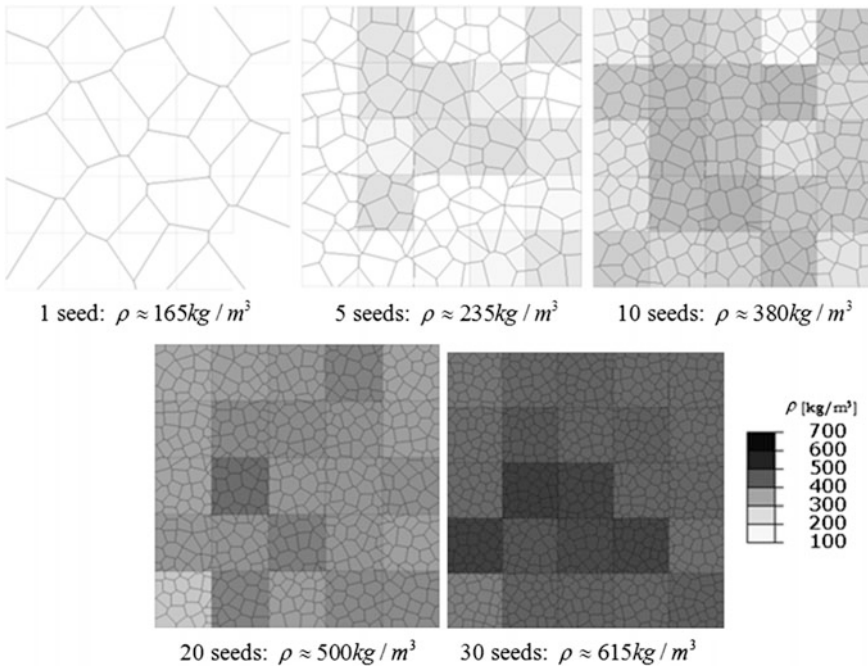 1 seed: ρ ≈ 165kg / m³
5 seeds: ρ ≈ 235kg / m³
10 seeds: ρ ≈ 380kg / m³
ρ [kg/m³]
700
600
500
400
300
200
100
20 seeds: ρ ≈ 500kg / m³
30 seeds: ρ ≈ 615kg / m³